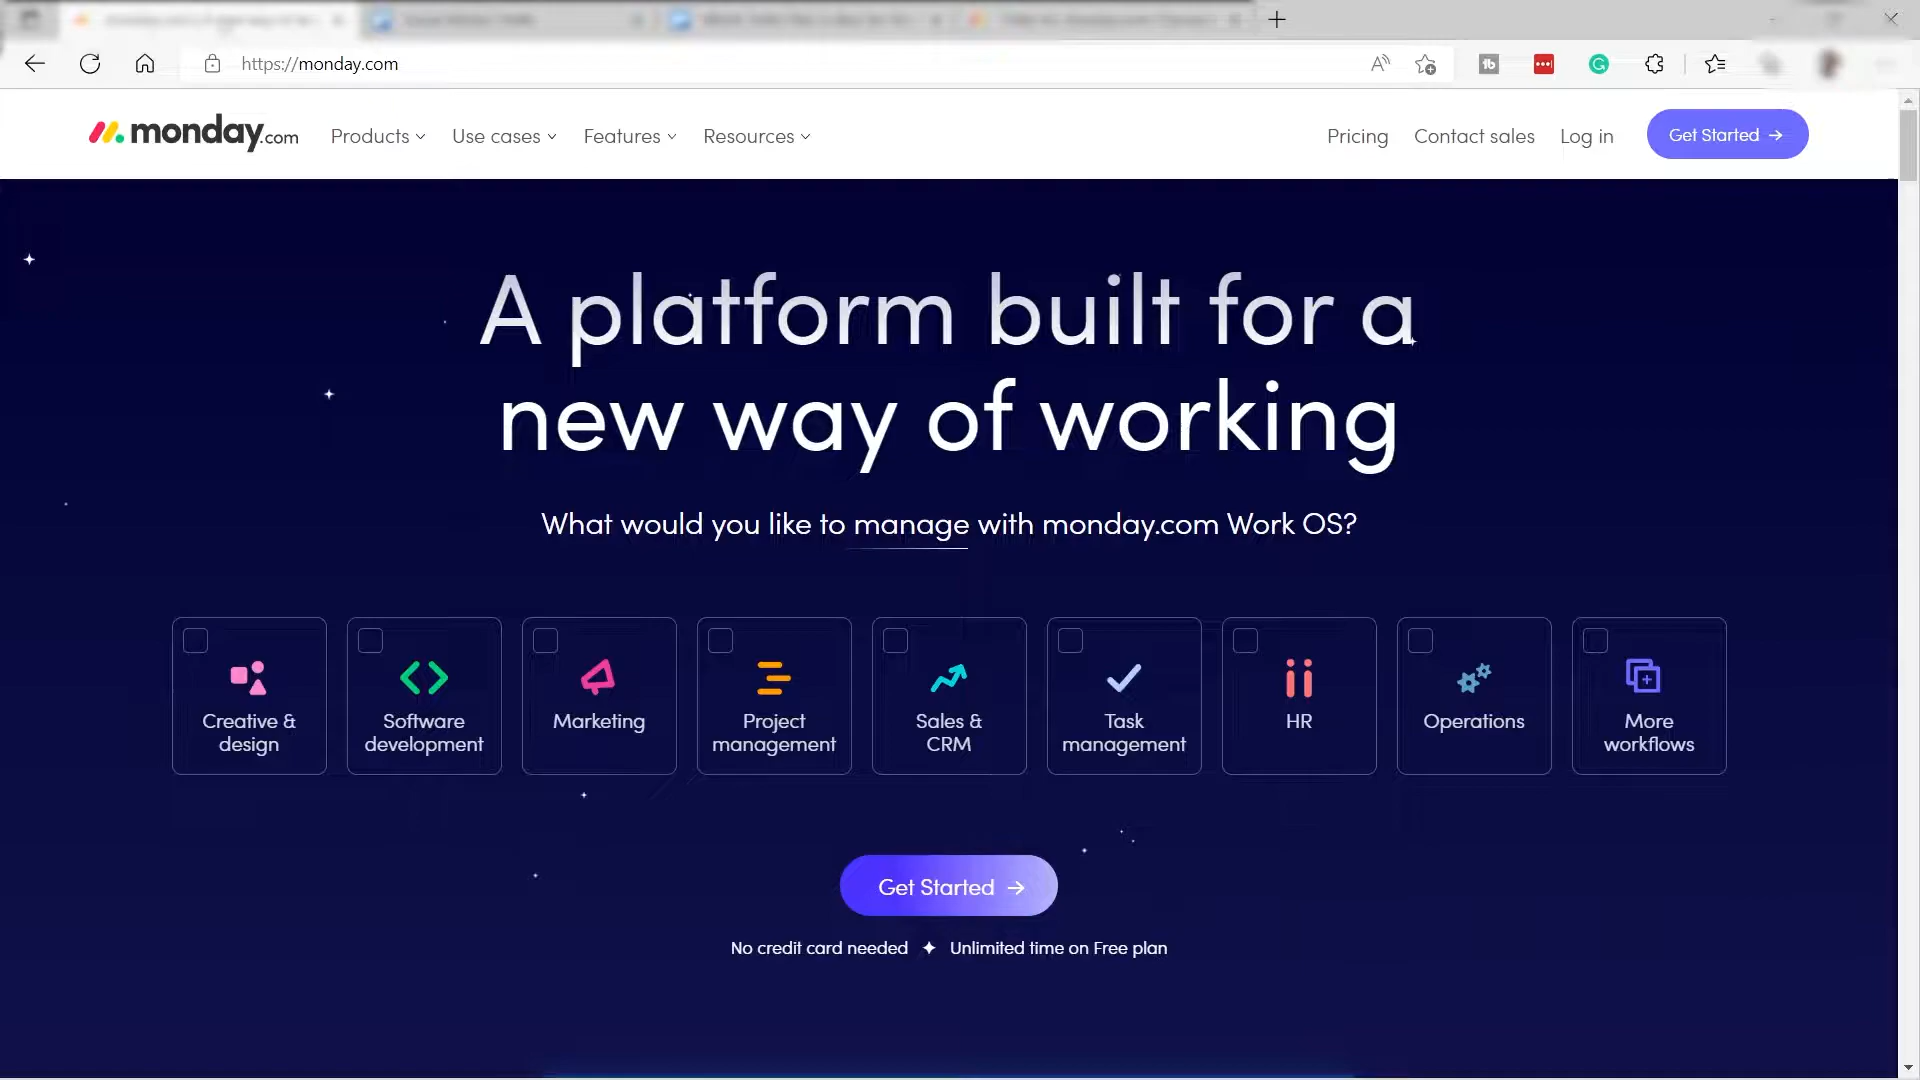 https://monday.com
monday.com
Products
Use cases
Features
Resources
Pricing
Contact sales
Log in
Get Started →
A platform built for a
new way of working
What would you like to manage with monday.com Work OS?
Creative &
design
Software
development
Marketing
Project
management
Sales &
CRM
Task
management
HR
Operations
More
workflows
Get Started →
No credit card needed ✦ Unlimited time on Free plan